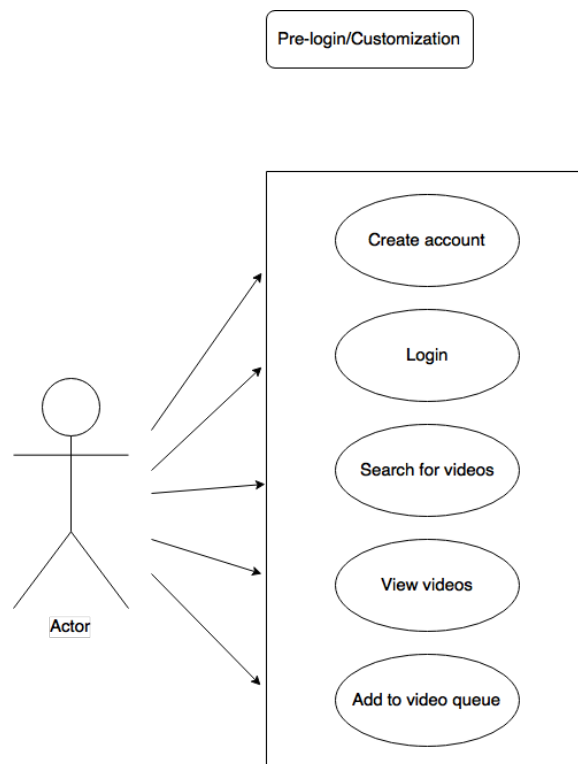 Pre-login/Customization
Create account
Login
Search for videos
View videos
Add to video queue
Actor